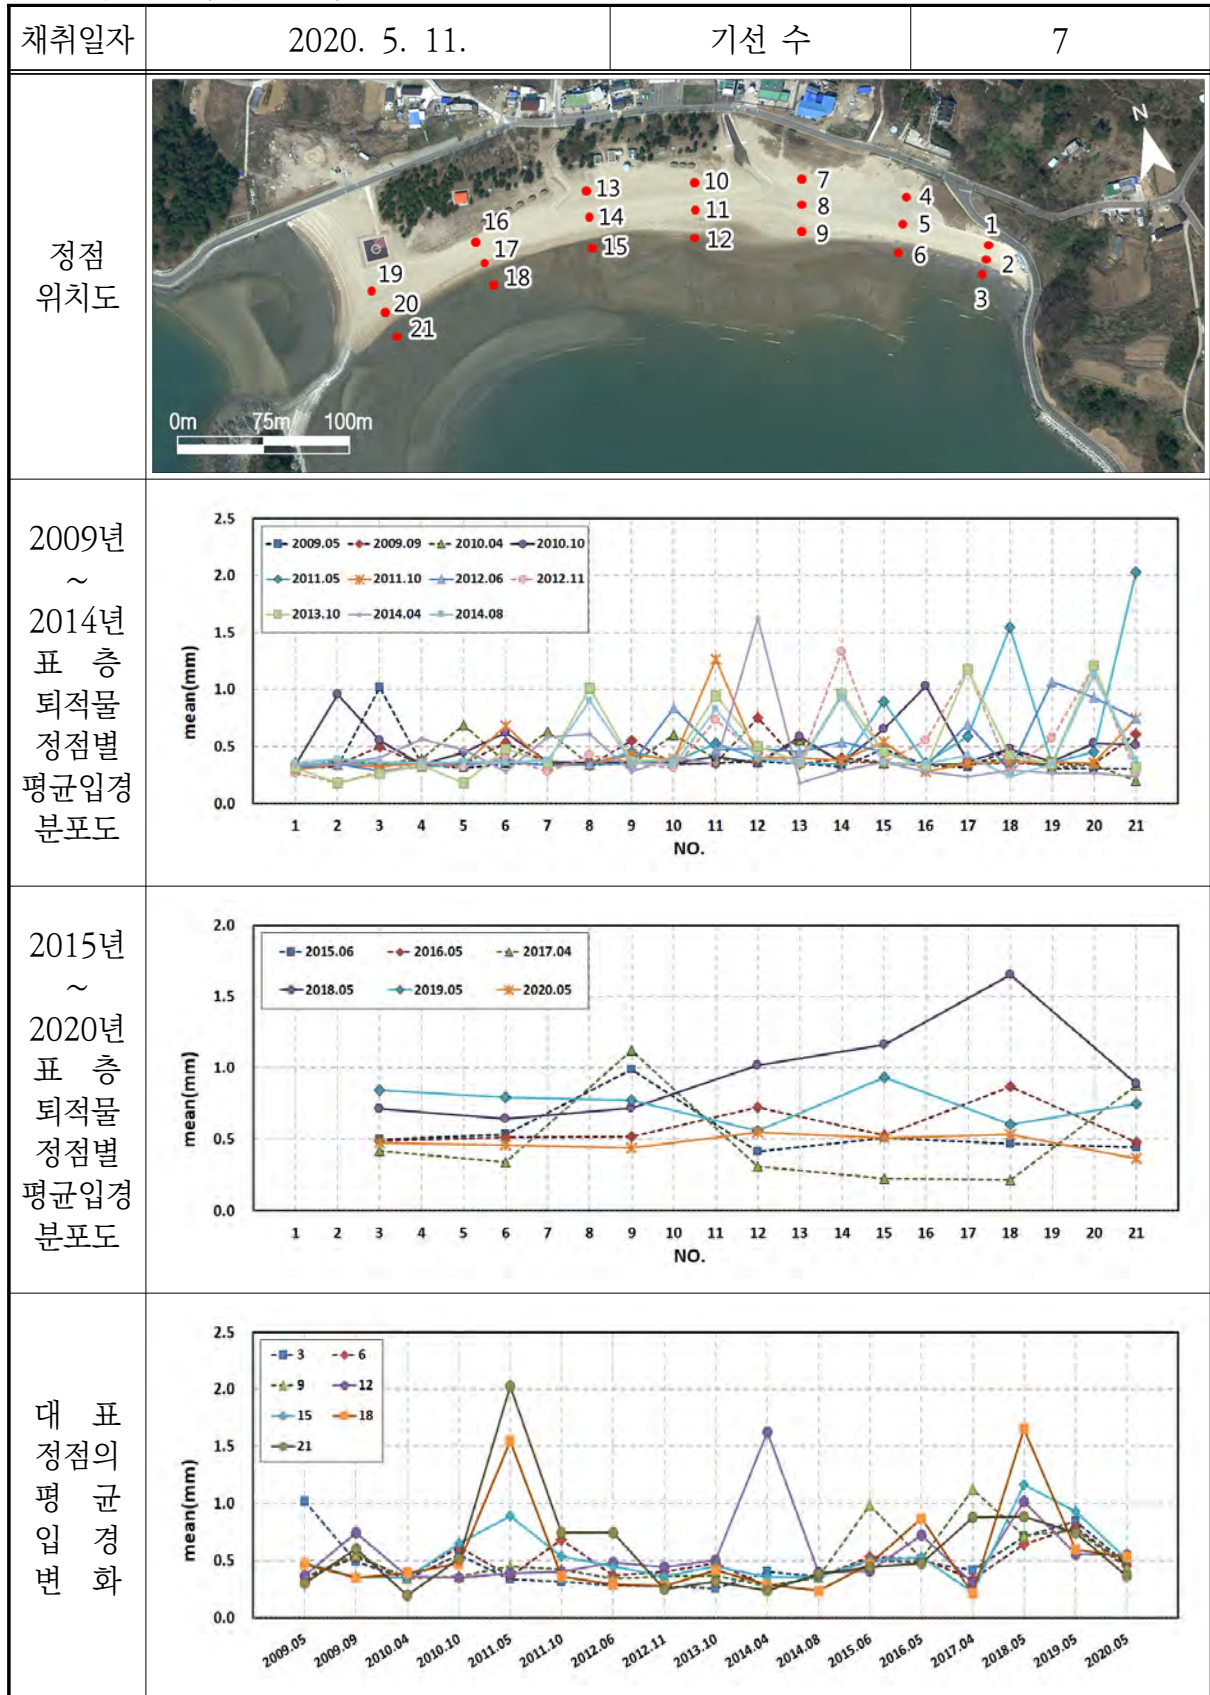 채취일자
2020. 5. 11.
기선 수
7
정점
위치도
N
1
2
3
4
5
6
7
8
9
10
11
12
13
14
15
16
17
18
19
20
21
0m 75m 100m
2009년
~
2014년
표 층
퇴적물
정점별
평균입경
분포도
mean(mm)
2.5
2.0
1.5
1.0
0.5
0.0
2009.05 2009.09 2010.04 2010.10
2011.05 2011.10 2012.06 2012.11
2013.10 2014.04 2014.08
1 2 3 4 5 6 7 8 9 10 11 12 13 14 15 16 17 18 19 20 21
NO.
2015년
~
2020년
표 층
퇴적물
정점별
평균입경
분포도
mean(mm)
2.0
1.5
1.0
0.5
0.0
2015.06 2016.05 2017.04
2018.05 2019.05 2020.05
1 2 3 4 5 6 7 8 9 10 11 12 13 14 15 16 17 18 19 20 21
NO.
대 표
정점의
평 균
입 경
변 화
mean(mm)
2.5
2.0
1.5
1.0
0.5
0.0
3 6
9 12
15 18
21
2009.05 2009.09 2010.04 2010.10 2011.05 2011.10 2012.06 2012.11 2013.10 2014.04 2014.08 2015.06 2016.05 2017.04 2018.05 2019.05 2020.05